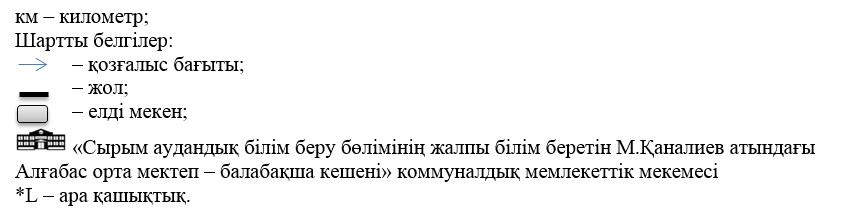 км – километр;
Шартты белгілер:
– қозғалыс бағыты;
– жол;
– елді мекен;
«Сырым аудандық білім беру бөлімінің жалпы білім беретін М.Қаналиев атындағы
Алғабас орта мектеп – балабақша кешені» коммуналдық мемлекеттік мекемесі
*L – ара қашықтық.